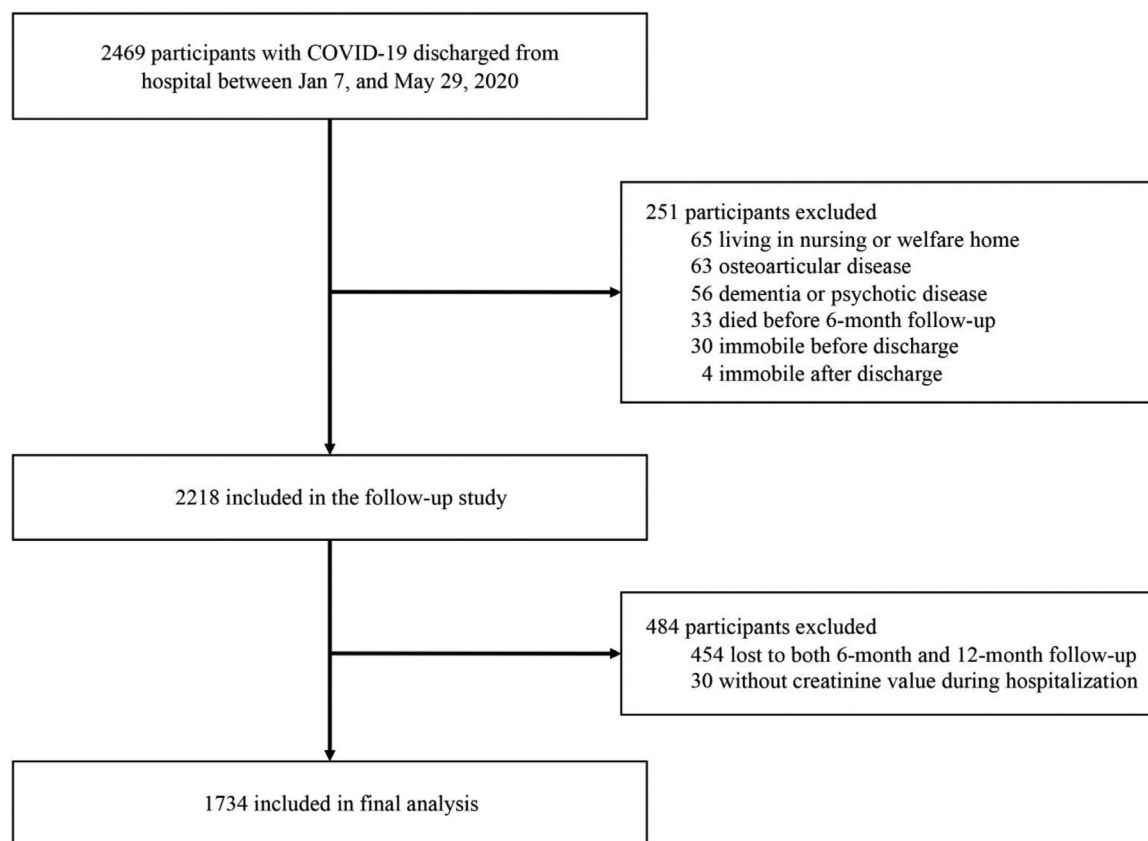 2469 participants with COVID-19 discharged from
hospital between Jan 7, and May 29, 2020
251 participants excluded
65 living in nursing or welfare home
63 osteoarticular disease
56 dementia or psychotic disease
33 died before 6-month follow-up
30 immobile before discharge
4 immobile after discharge
2218 included in the follow-up study
484 participants excluded
454 lost to both 6-month and 12-month follow-up
30 without creatinine value during hospitalization
1734 included in final analysis